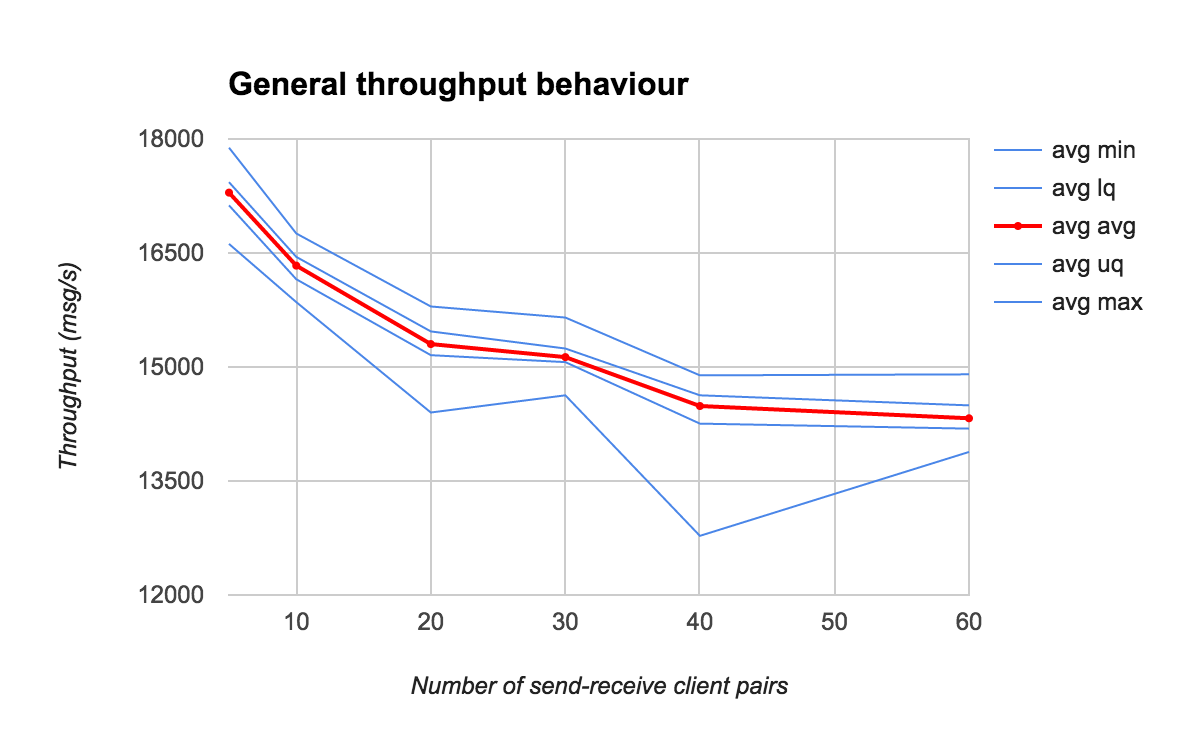 General throughput behaviour
18000
16500
15000
13500
12000
Throughput (msg/s)
10 20 30 40 50 60
Number of send-receive client pairs
avg min
avg lq
avg avg
avg uq
avg max